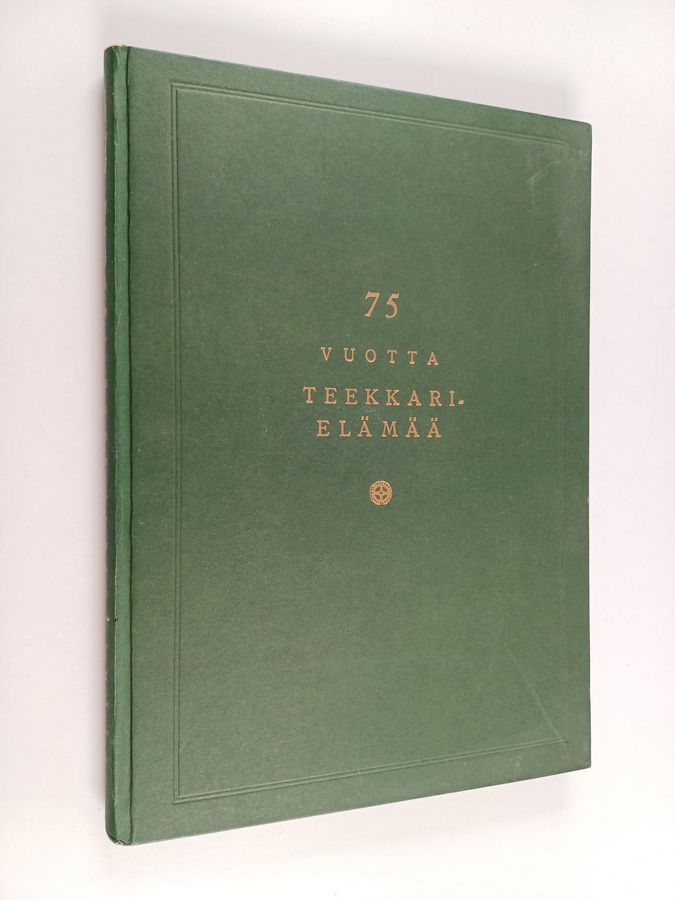 75
VUOTTA
TEEKKARI-
ELÄMÄÄ